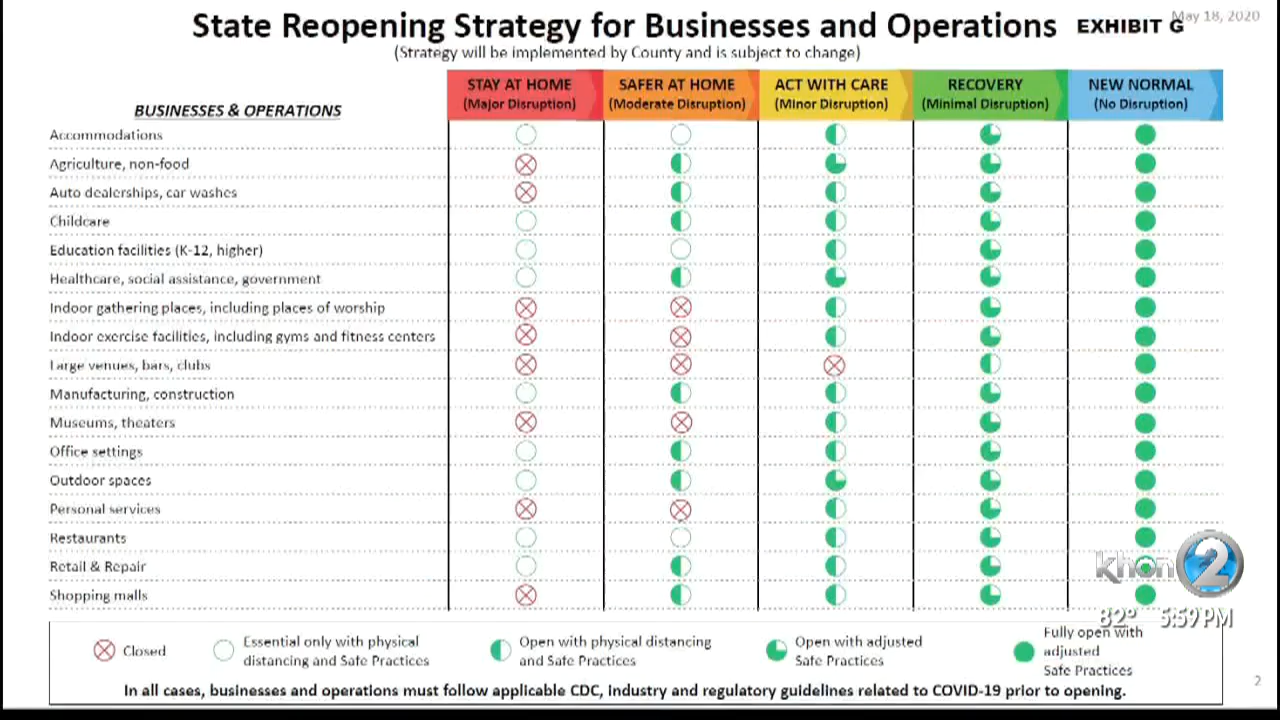 May 18, 2020
State Reopening Strategy for Businesses and Operations EXHIBIT G
(Strategy will be implemented by County and is subject to change)
STAY AT HOME SAFER AT HOME ACT WITH CARE RECOVERY NEW NORMAL
(Major Disruption) (Moderate Disruption) (Minor Disruption) (Minimal Disruption) (No Disruption)
BUSINESSES & OPERATIONS
Accommodations
Agriculture, non-food
Auto dealerships, car washes
Childcare
Education facilities (K-12, higher)
Healthcare, social assistance, government
Indoor gathering places, including places of worship
Indoor exercise facilities, including gyms and fitness centers
Large venues, bars, clubs
Manufacturing, construction
Museums, theaters
Office settings
Outdoor spaces
Personal services
Restaurants
Retail & Repair
Shopping malls
khon 2
82° 5:59 PM
Closed
Essential only with physical
distancing and Safe Practices
Open with physical distancing
and Safe Practices
Open with adjusted
Safe Practices
Fully open with
adjusted
Safe Practices
In all cases, businesses and operations must follow applicable CDC, industry and regulatory guidelines related to COVID-19 prior to opening.
2